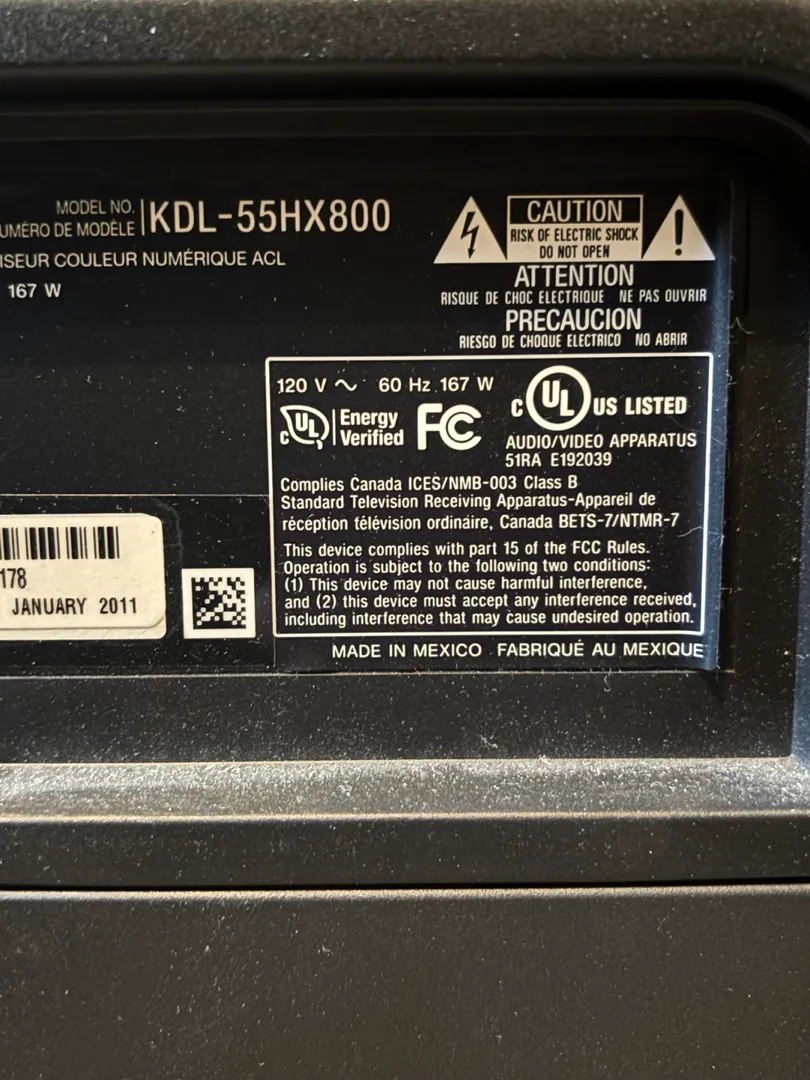 MODEL NO.
UMÉRO DE MODÈLE
KDL-55HX800
ISEUR COULEUR NUMÉRIQUE ACL
167 W
CAUTION
RISK OF ELECTRIC SHOCK
DO NOT OPEN
ATTENTION
RISQUE DE CHOC ELECTRIQUE NE PAS OUVRIR
PRECAUCION
RIESGO DE CHOQUE ELECTRICO NO ABRIR
120 V ~ 60 Hz 167 W
C UL Energy Verified
FC
C UL US LISTED
AUDIO/VIDEO APPARATUS
51RA E192039
Complies Canada ICES/NMB-003 Class B
Standard Television Receiving Apparatus-Appareil de
réception télévision ordinaire, Canada BETS-7/NTMR-7
This device complies with part 15 of the FCC Rules.
Operation is subject to the following two conditions:
(1) This device may not cause harmful interference,
and (2) this device must accept any interference received,
including interference that may cause undesired operation.
178
JANUARY 2011
MADE IN MEXICO FABRIQUÉ AU MEXIQUE